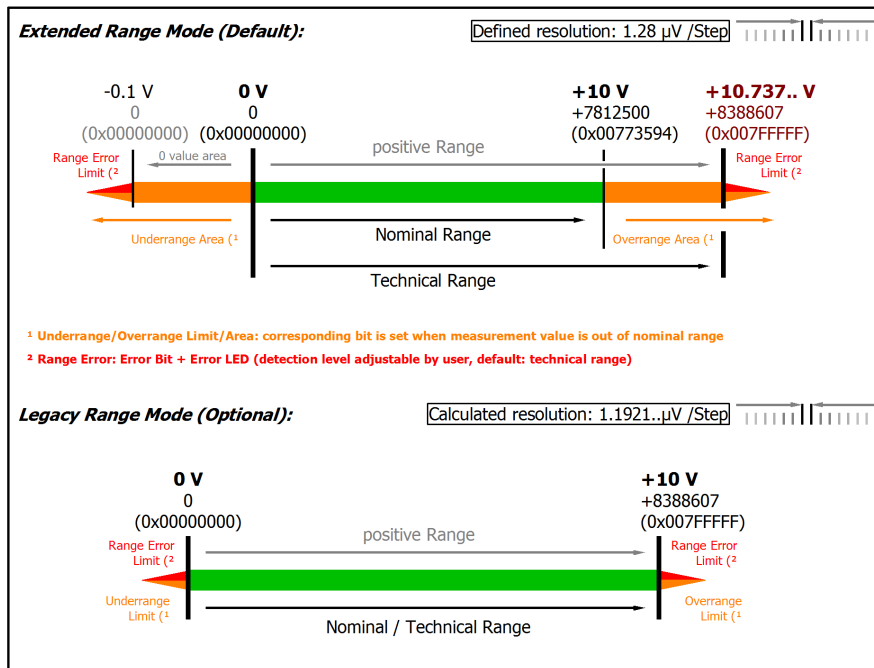 Extended Range Mode (Default):
Defined resolution: 1.28 µV /Step
-0.1 V
0
(0x00000000)
0 V
0
(0x00000000)
+10 V
+7812500
(0x00773594)
+10.737.. V
+8388607
(0x007FFFFF)
Range Error
Limit (²
0 value area
positive Range
Range Error
Limit (²
Underrange Area (¹
Nominal Range
Overrange Area (¹
Technical Range
¹ Underrange/Overrange Limit/Area: corresponding bit is set when measurement value is out of nominal range
² Range Error: Error Bit + Error LED (detection level adjustable by user, default: technical range)
Legacy Range Mode (Optional):
Calculated resolution: 1.1921..µV /Step
0 V
0
(0x00000000)
+10 V
+8388607
(0x007FFFFF)
Range Error
Limit (²
positive Range
Range Error
Limit (²
Underrange
Limit (¹
Nominal / Technical Range
Overrange
Limit (¹